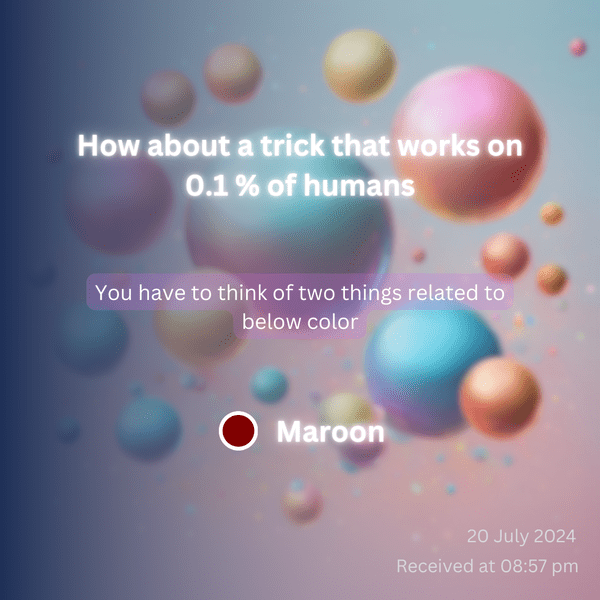 How about a trick that works on
0.1 % of humans
You have to think of two things related to
below color
Maroon
20 July 2024
Received at 08:57 pm